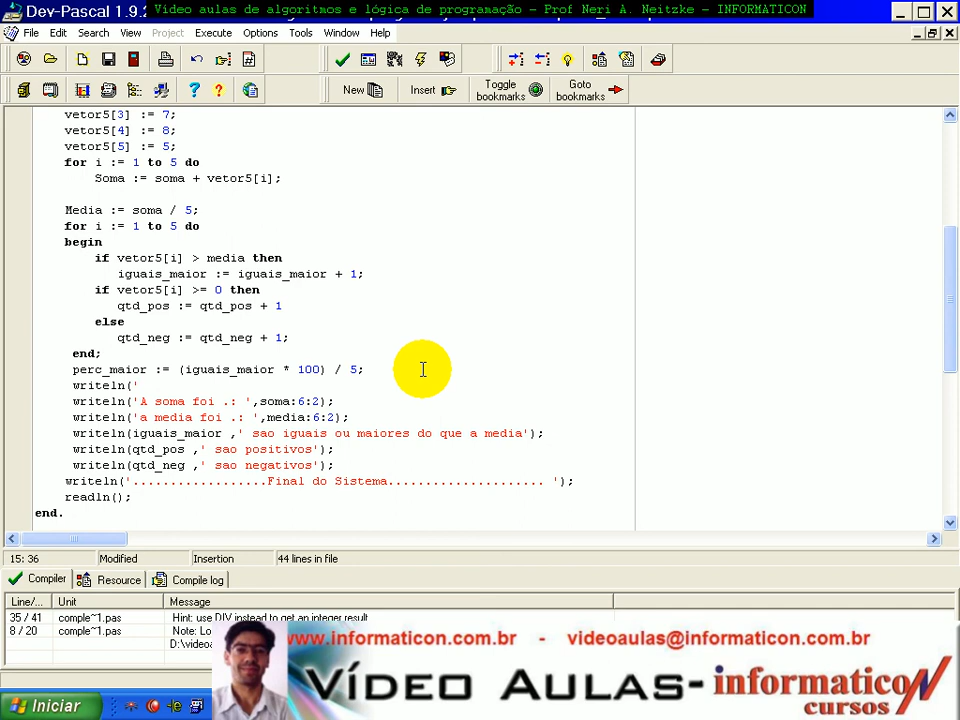 Dev-Pascal 1.9.2
Vídeo aulas de algoritmos e lógica de programação – Prof Neri A. Neitzke – INFORMATICON
File Edit Search View Project Execute Options Tools Window Help
New Insert Toggle bookmarks Goto bookmarks
vetor5[3] := 7;
vetor5[4] := 8;
vetor5[5] := 5;
for i := 1 to 5 do
Soma := soma + vetor5[i];
Media := soma / 5;
for i := 1 to 5 do
begin
if vetor5[i] > media then
iguais_maior := iguais_maior + 1;
if vetor5[i] >= 0 then
qtd_pos := qtd_pos + 1
else
qtd_neg := qtd_neg + 1;
end;
perc_maior := (iguais_maior * 100) / 5;
writeln('
writeln('A soma foi .: ',soma:6:2);
writeln('a media foi .: ',media:6:2);
writeln(iguais_maior ,' sao iguais ou maiores do que a media');
writeln(qtd_pos ,' sao positivos');
writeln(qtd_neg ,' sao negativos');
writeln('..................Final do Sistema..................... ');
readln();
end.
15: 36 Modified Insertion 44 lines in file
Compiler Resource Compile log
Line/... Unit Message
35 / 41 comple~1.pas Hint: use DIV instead to get an integer result
8 / 20 comple~1.pas Note: Lo
D:\videoa
www.informaticon.com.br - videoaulas@informaticon.com.br
Vídeo Aulas- informaticon
cursos
Iniciar